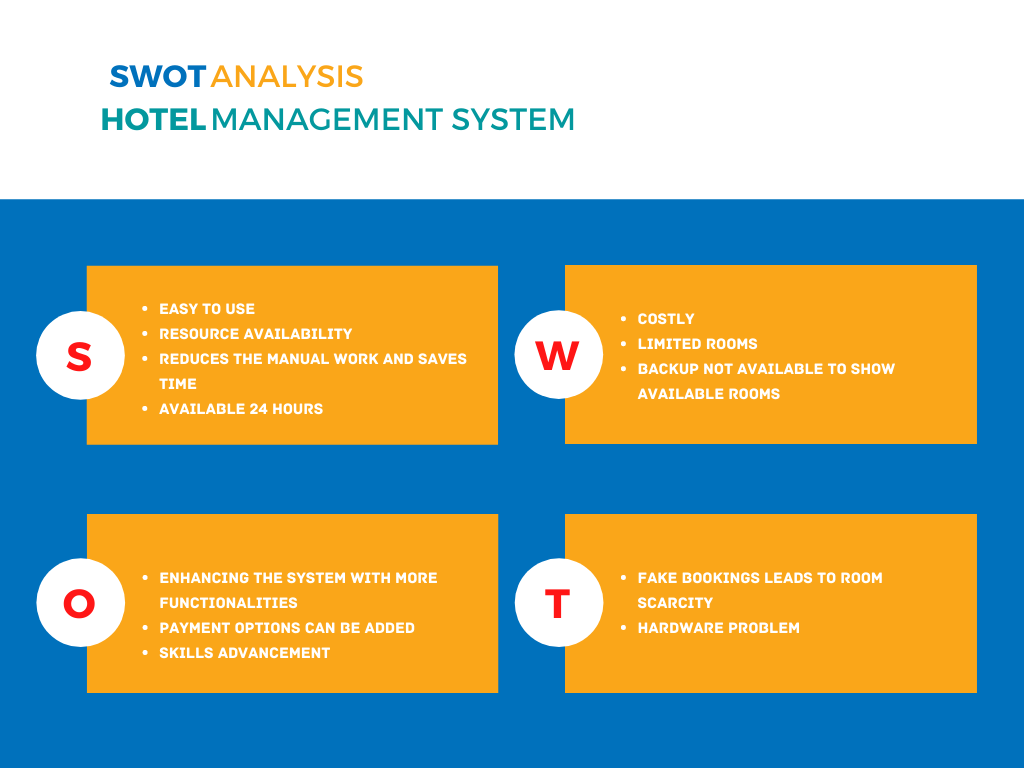 SWOT ANALYSIS
HOTEL MANAGEMENT SYSTEM
S
• EASY TO USE
• RESOURCE AVAILABILITY
• REDUCES THE MANUAL WORK AND SAVES
TIME
• AVAILABLE 24 HOURS
W
• COSTLY
• LIMITED ROOMS
• BACKUP NOT AVAILABLE TO SHOW
AVAILABLE ROOMS
O
• ENHANCING THE SYSTEM WITH MORE
FUNCTIONALITIES
• PAYMENT OPTIONS CAN BE ADDED
• SKILLS ADVANCEMENT
T
• FAKE BOOKINGS LEADS TO ROOM
SCARCITY
• HARDWARE PROBLEM